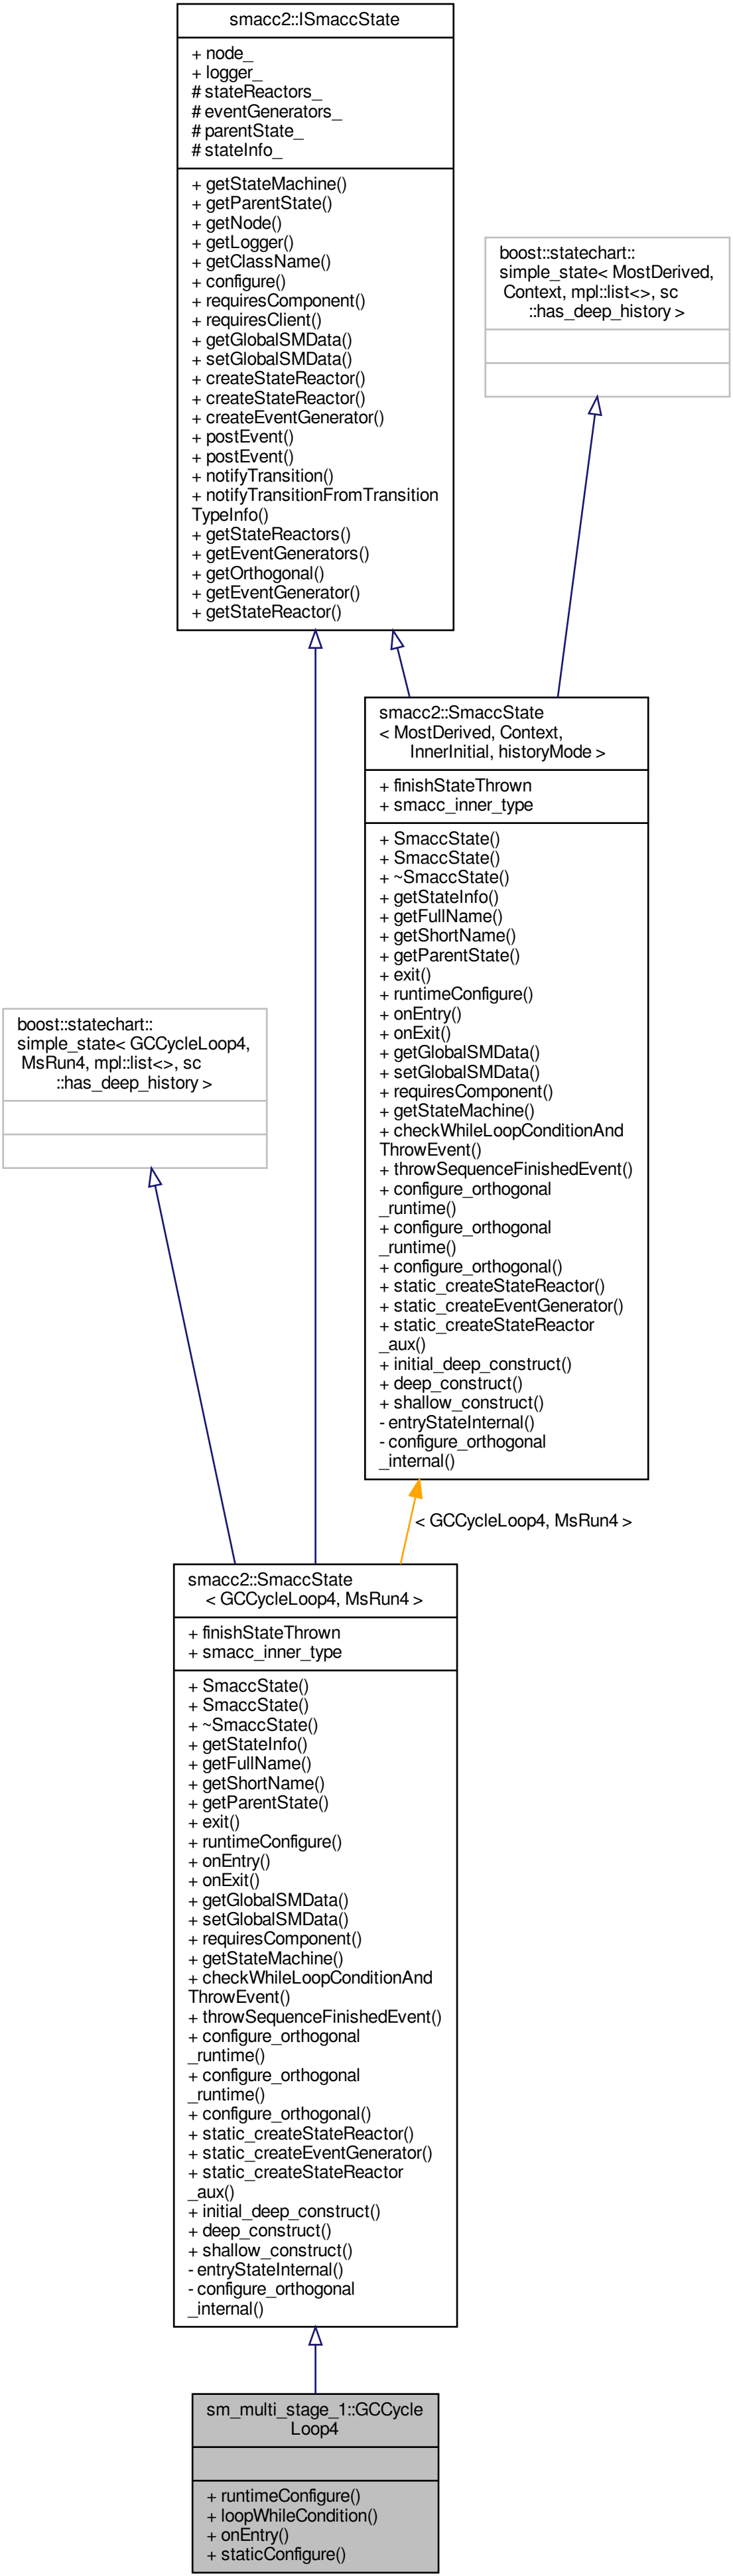 smacc2::ISmaccState
+ node_
+ logger_
# stateReactors_
# eventGenerators_
# parentState_
# stateInfo_
+ getStateMachine()
+ getParentState()
+ getNode()
+ getLogger()
+ getClassName()
+ configure()
+ requiresComponent()
+ requiresClient()
+ getGlobalSMData()
+ setGlobalSMData()
+ createStateReactor()
+ createStateReactor()
+ createEventGenerator()
+ postEvent()
+ postEvent()
+ notifyTransition()
+ notifyTransitionFromTransition
TypeInfo()
+ getStateReactors()
+ getEventGenerators()
+ getOrthogonal()
+ getEventGenerator()
+ getStateReactor()
boost::statechart::
simple_state< MostDerived,
Context, mpl::list<>, sc
::has_deep_history >
smacc2::SmaccState
< MostDerived, Context,
InnerInitial, historyMode >
+ finishStateThrown
+ smacc_inner_type
+ SmaccState()
+ SmaccState()
+ ~SmaccState()
+ getStateInfo()
+ getFullName()
+ getShortName()
+ getParentState()
+ exit()
+ runtimeConfigure()
+ onEntry()
+ onExit()
+ getGlobalSMData()
+ setGlobalSMData()
+ requiresComponent()
+ getStateMachine()
+ checkWhileLoopConditionAnd
ThrowEvent()
+ throwSequenceFinishedEvent()
+ configure_orthogonal
_runtime()
+ configure_orthogonal
_runtime()
+ configure_orthogonal()
+ static_createStateReactor()
+ static_createEventGenerator()
+ static_createStateReactor
_aux()
+ initial_deep_construct()
+ deep_construct()
+ shallow_construct()
- entryStateInternal()
- configure_orthogonal
_internal()
boost::statechart::
simple_state< GCCycleLoop4,
MsRun4, mpl::list<>, sc
::has_deep_history >
< GCCycleLoop4, MsRun4 >
smacc2::SmaccState
< GCCycleLoop4, MsRun4 >
+ finishStateThrown
+ smacc_inner_type
+ SmaccState()
+ SmaccState()
+ ~SmaccState()
+ getStateInfo()
+ getFullName()
+ getShortName()
+ getParentState()
+ exit()
+ runtimeConfigure()
+ onEntry()
+ onExit()
+ getGlobalSMData()
+ setGlobalSMData()
+ requiresComponent()
+ getStateMachine()
+ checkWhileLoopConditionAnd
ThrowEvent()
+ throwSequenceFinishedEvent()
+ configure_orthogonal
_runtime()
+ configure_orthogonal
_runtime()
+ configure_orthogonal()
+ static_createStateReactor()
+ static_createEventGenerator()
+ static_createStateReactor
_aux()
+ initial_deep_construct()
+ deep_construct()
+ shallow_construct()
- entryStateInternal()
- configure_orthogonal
_internal()
sm_multi_stage_1::GCCycle
Loop4
+ runtimeConfigure()
+ loopWhileCondition()
+ onEntry()
+ staticConfigure()